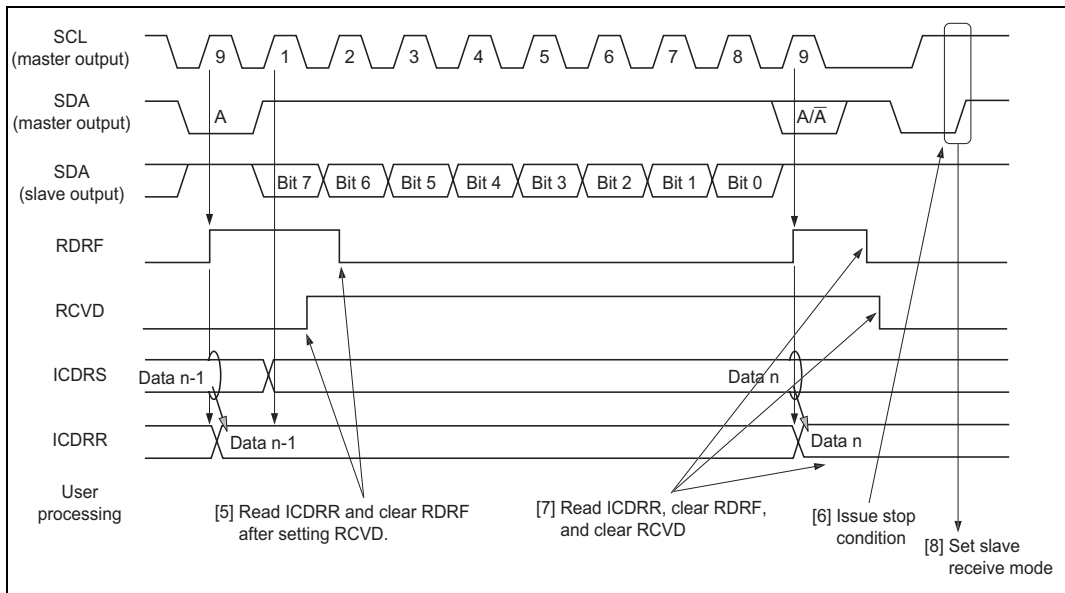 SCL
(master output)
9 1 2 3 4 5 6 7 8 9
SDA
(master output)
A A/A̅
SDA
(slave output)
Bit 7 Bit 6 Bit 5 Bit 4 Bit 3 Bit 2 Bit 1 Bit 0
RDRF
RCVD
ICDRS
Data n-1 Data n
ICDRR
Data n-1 Data n
User
processing
[5] Read ICDRR and clear RDRF
after setting RCVD.
[7] Read ICDRR, clear RDRF,
and clear RCVD
[6] Issue stop
condition
[8] Set slave
receive mode